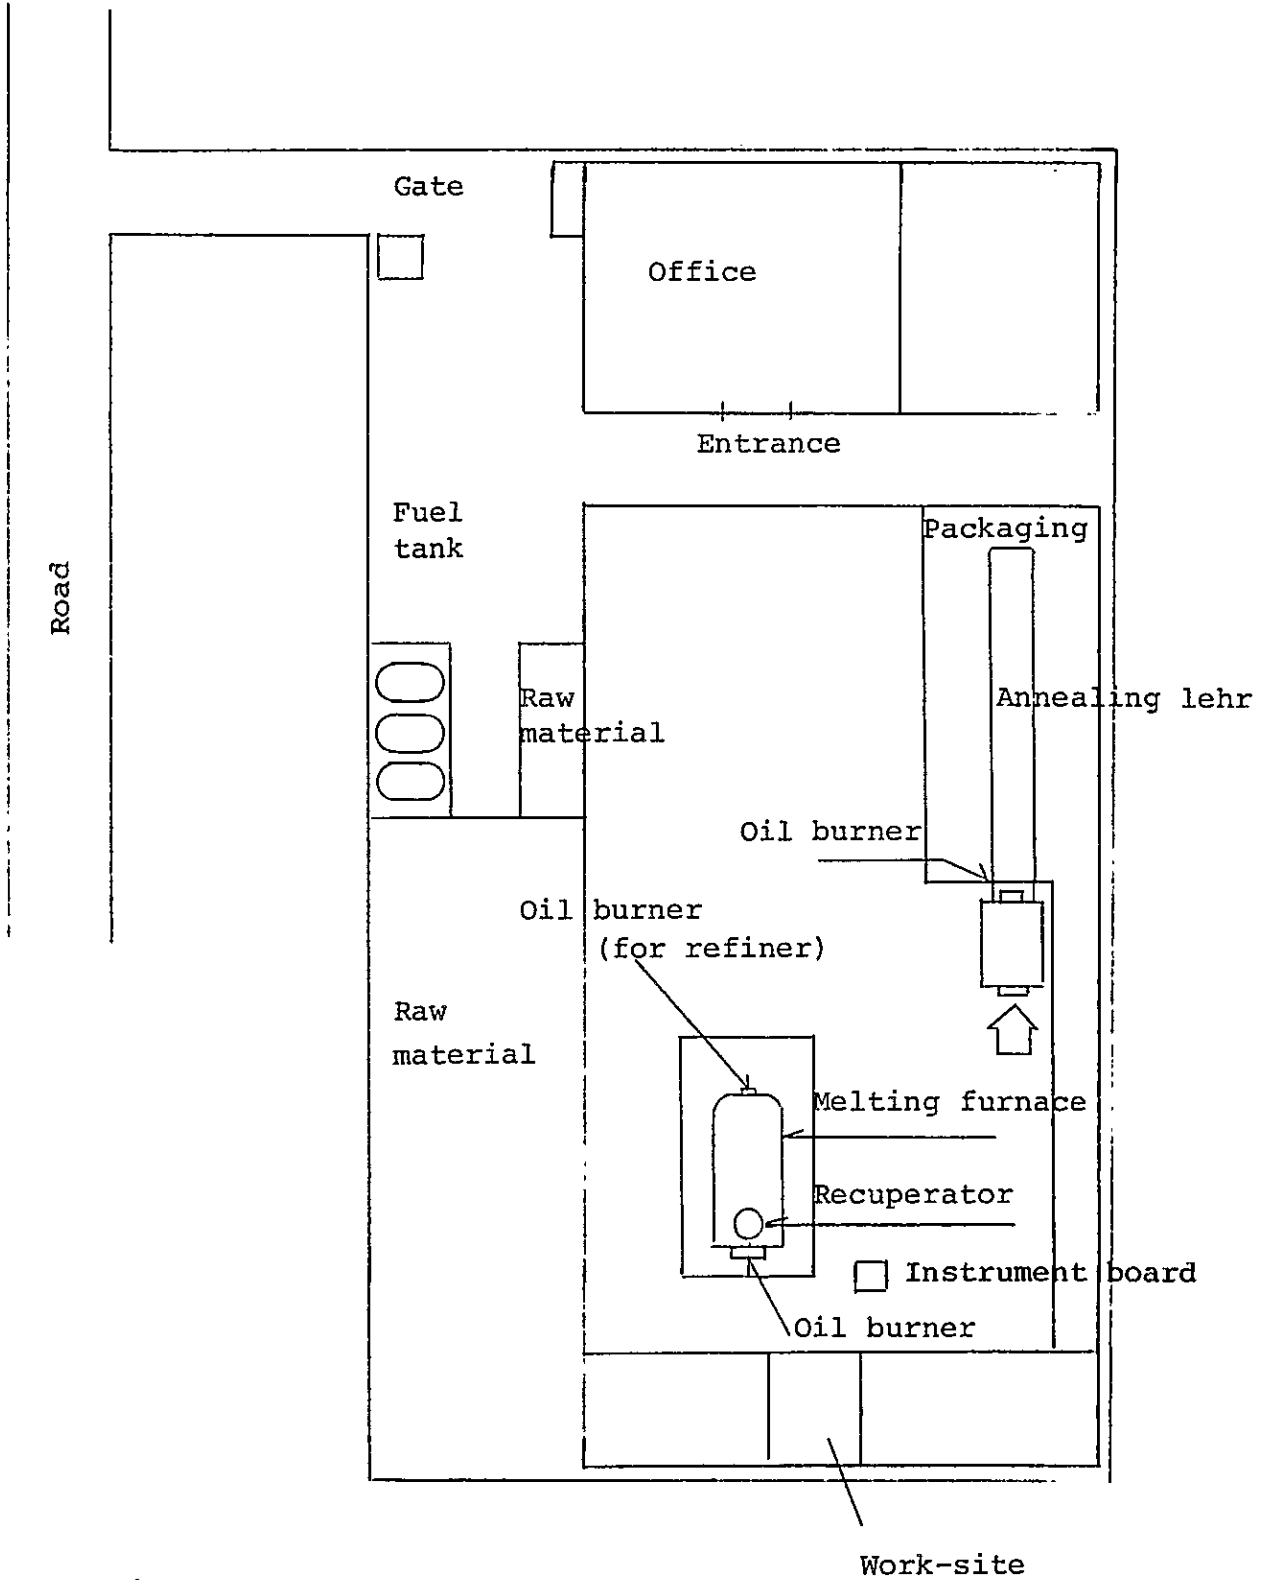 Gate
Office
Entrance
Fuel
tank
Packaging
Road
Raw
material
Annealing lehr
Oil burner
Oil burner
(for refiner)
Raw
material
Melting furnace
Recuperator
Instrument board
Oil burner
Work-site